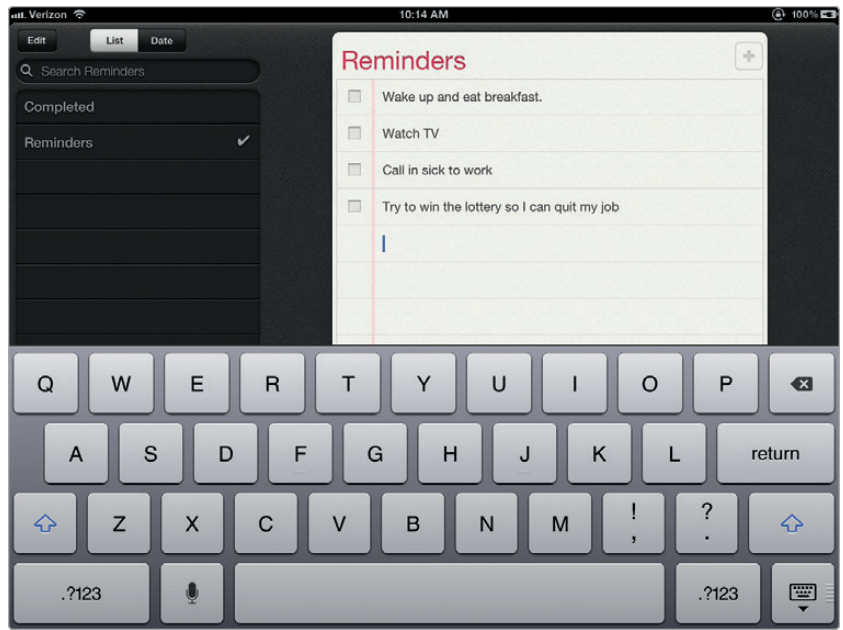 Verizon 10:14 AM 100%
Edit List Date
Search Reminders
Completed
Reminders
Reminders
Wake up and eat breakfast.
Watch TV
Call in sick to work
Try to win the lottery so I can quit my job
Q W E R T Y U I O P
A S D F G H J K L return
Z X C V B N M ! , ? .
.?123 .?123